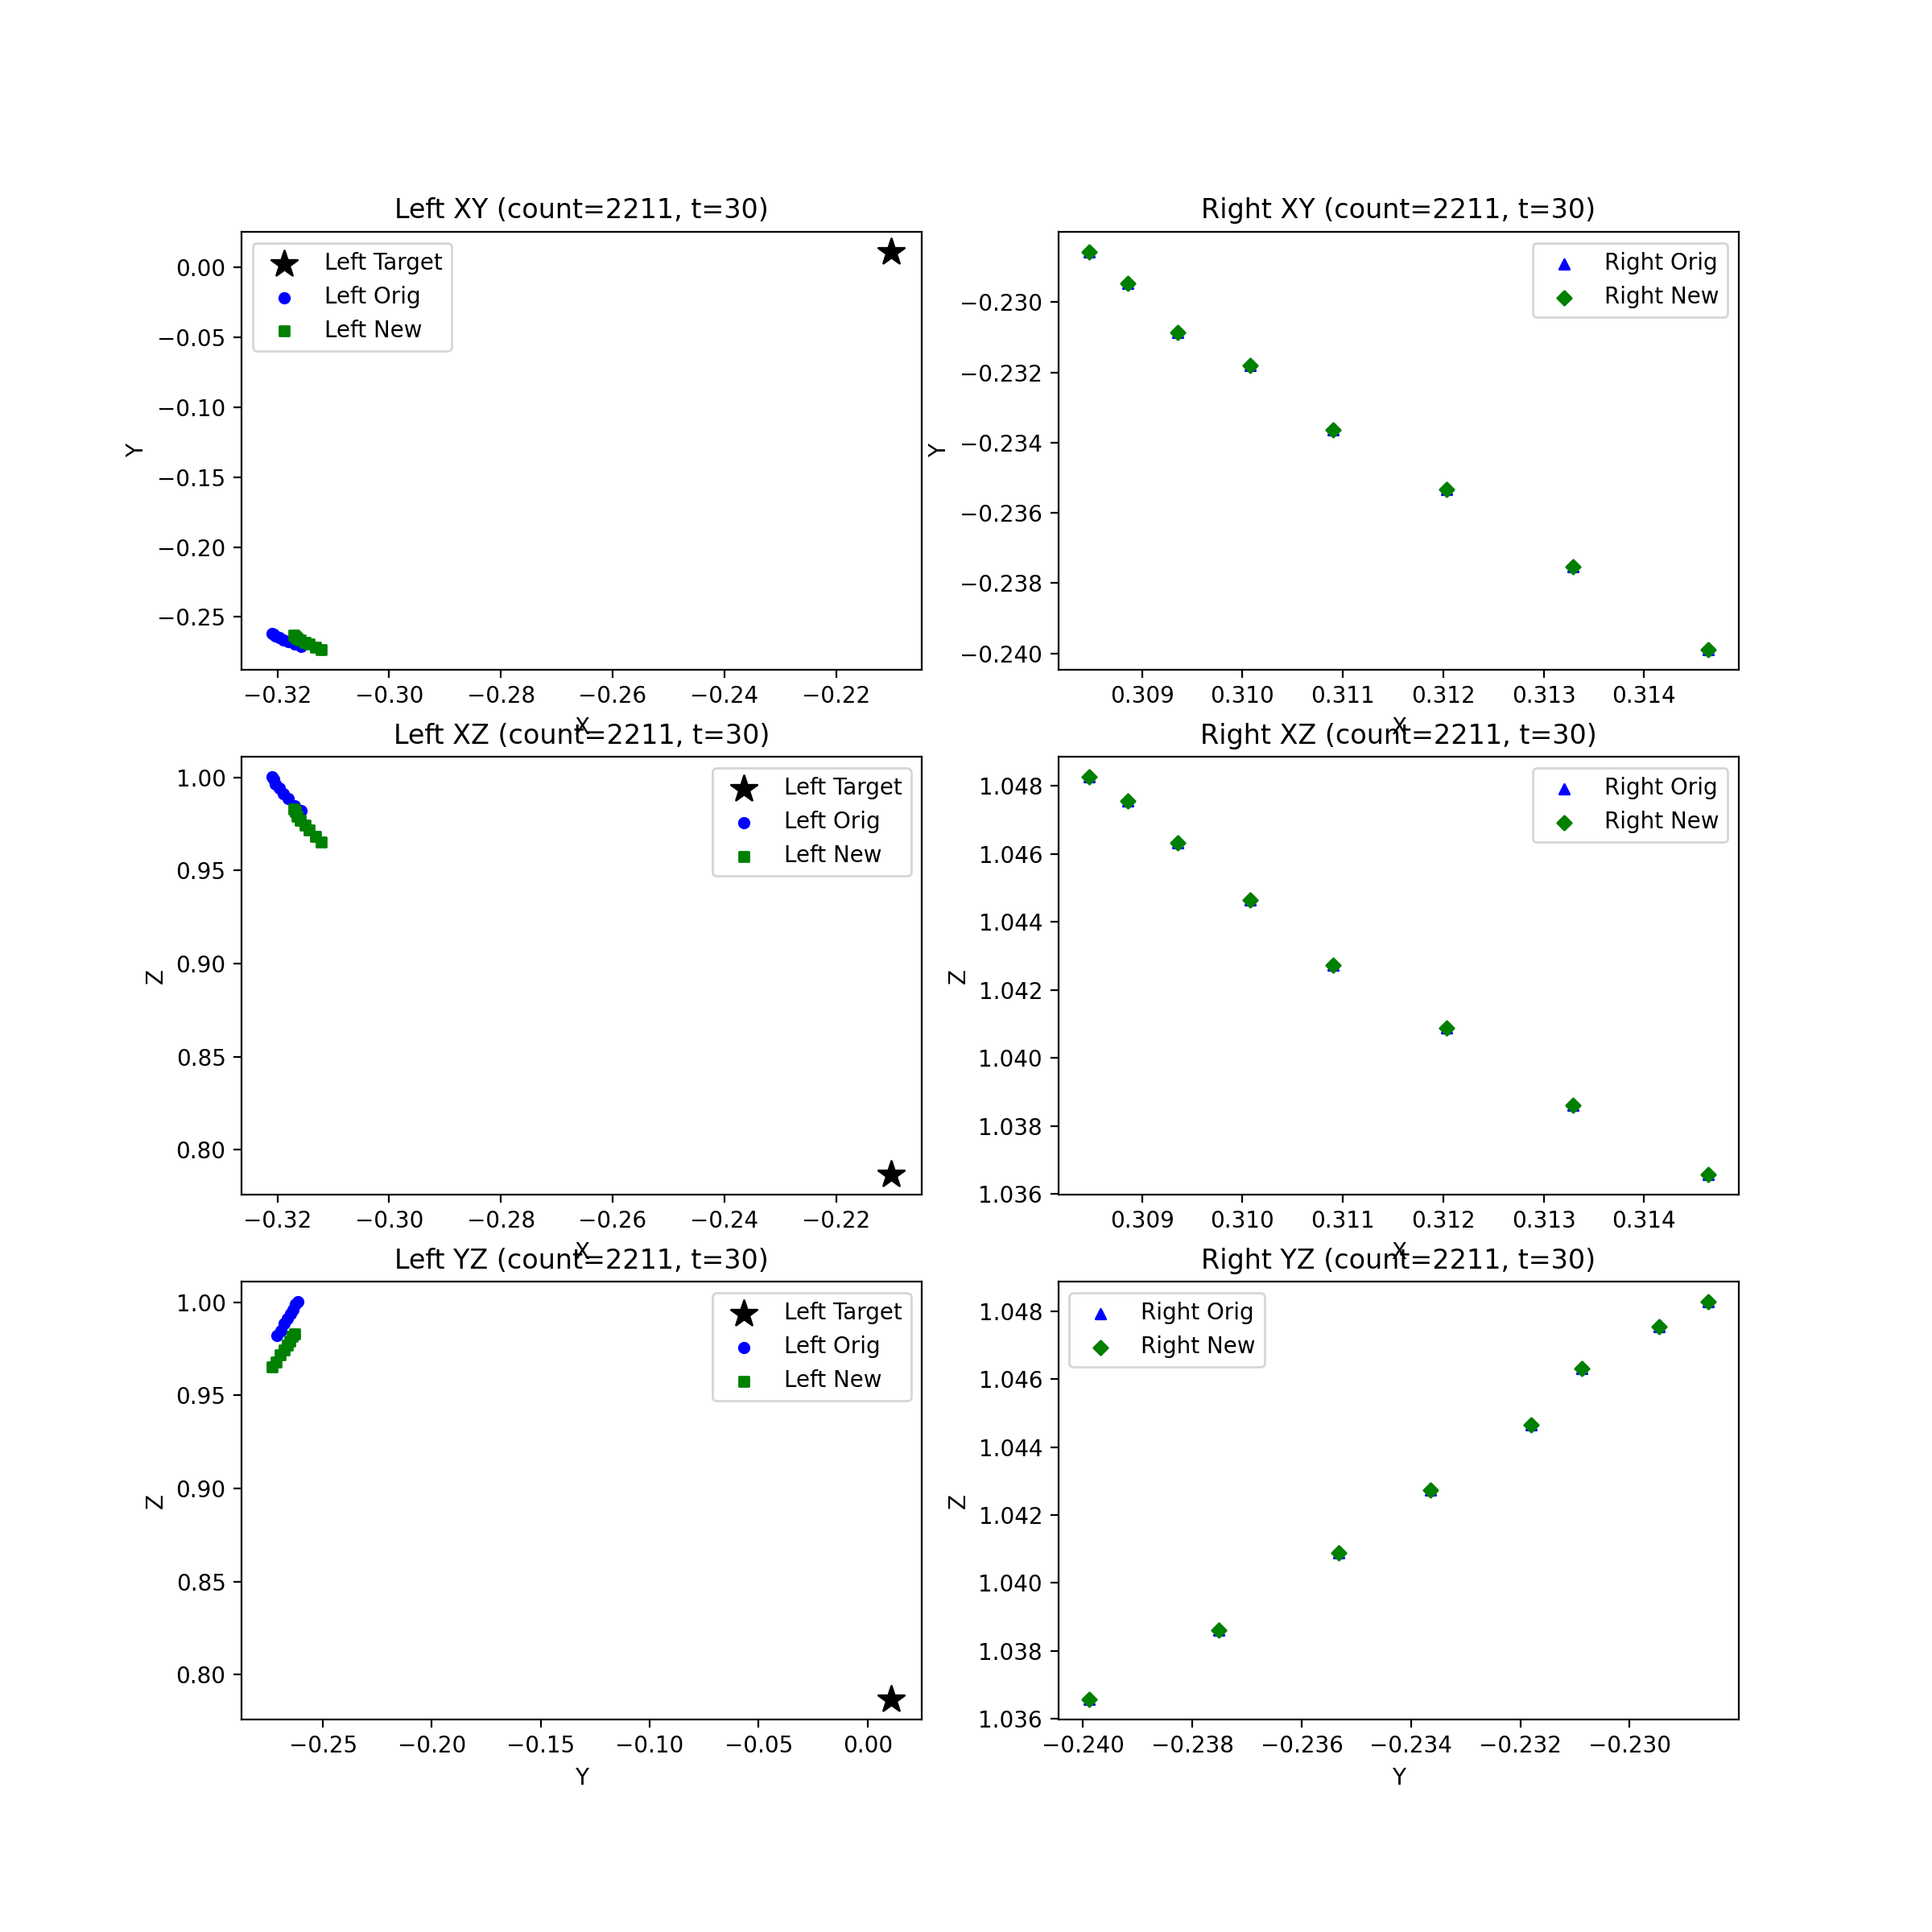 Left XY (count=2211, t=30)
Left Target
Left Orig
Left New
0.00
−0.05
−0.10
−0.15
−0.20
−0.25
Y
−0.32 −0.30 −0.28 −0.26 −0.24 −0.22
X
Right XY (count=2211, t=30)
Right Orig
Right New
−0.230
−0.232
−0.234
−0.236
−0.238
−0.240
Y
0.309 0.310 0.311 0.312 0.313 0.314
X
Left XZ (count=2211, t=30)
Left Target
Left Orig
Left New
1.00
0.95
0.90
0.85
0.80
Z
−0.32 −0.30 −0.28 −0.26 −0.24 −0.22
X
Right XZ (count=2211, t=30)
Right Orig
Right New
1.048
1.046
1.044
1.042
1.040
1.038
1.036
Z
0.309 0.310 0.311 0.312 0.313 0.314
X
Left YZ (count=2211, t=30)
Left Target
Left Orig
Left New
1.00
0.95
0.90
0.85
0.80
Z
−0.25 −0.20 −0.15 −0.10 −0.05 0.00
Y
Right YZ (count=2211, t=30)
Right Orig
Right New
1.048
1.046
1.044
1.042
1.040
1.038
1.036
Z
−0.240 −0.238 −0.236 −0.234 −0.232 −0.230
Y